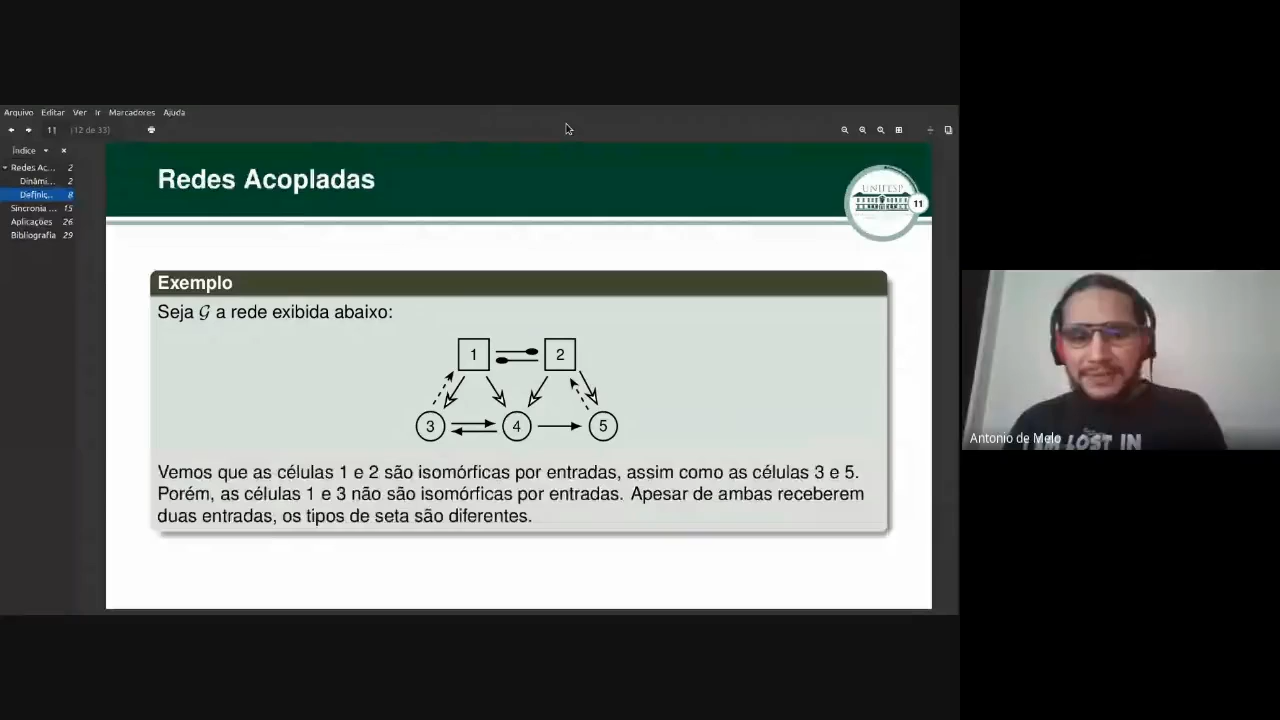 Arquivo Editar Ver Ir Marcadores Ajuda
11 (12 de 33)
Índice
Redes Ac... 2
Dinâmi... 2
Definiç... 8
Sincronia ... 15
Aplicações 26
Bibliografia 29
Redes Acopladas
UNIFESP
11
Exemplo
Seja 𝒢 a rede exibida abaixo:
1 2
3 4 5
Vemos que as células 1 e 2 são isomórficas por entradas, assim como as células 3 e 5.
Porém, as células 1 e 3 não são isomórficas por entradas. Apesar de ambas receberem
duas entradas, os tipos de seta são diferentes.
Antonio de Melo
I AM LOST IN